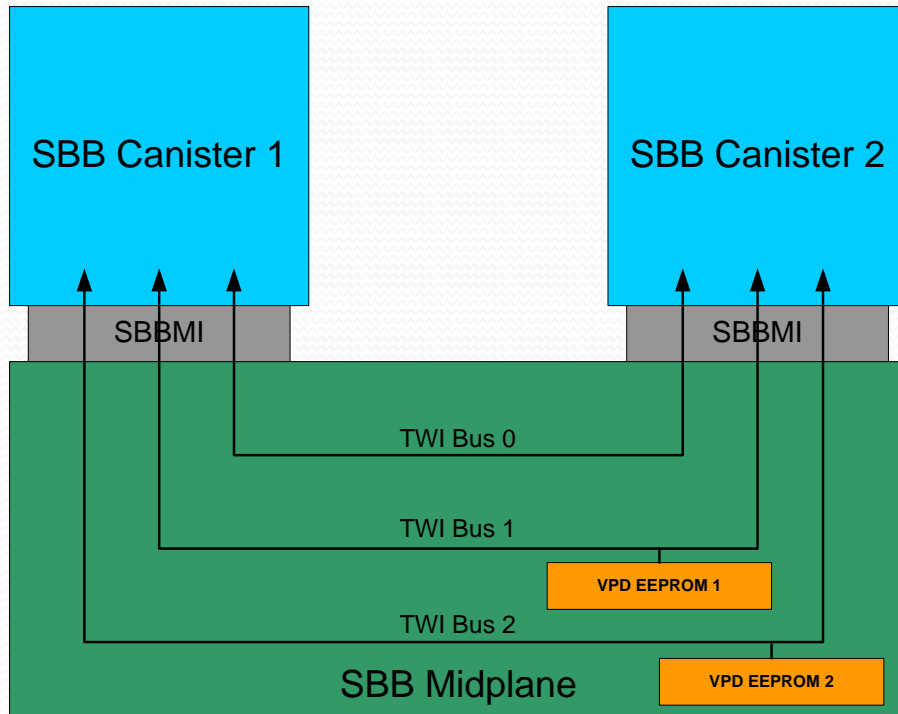 SBB Canister 1
SBB Canister 2
SBBMI
SBBMI
TWI Bus 0
TWI Bus 1
VPD EEPROM 1
TWI Bus 2
VPD EEPROM 2
SBB Midplane